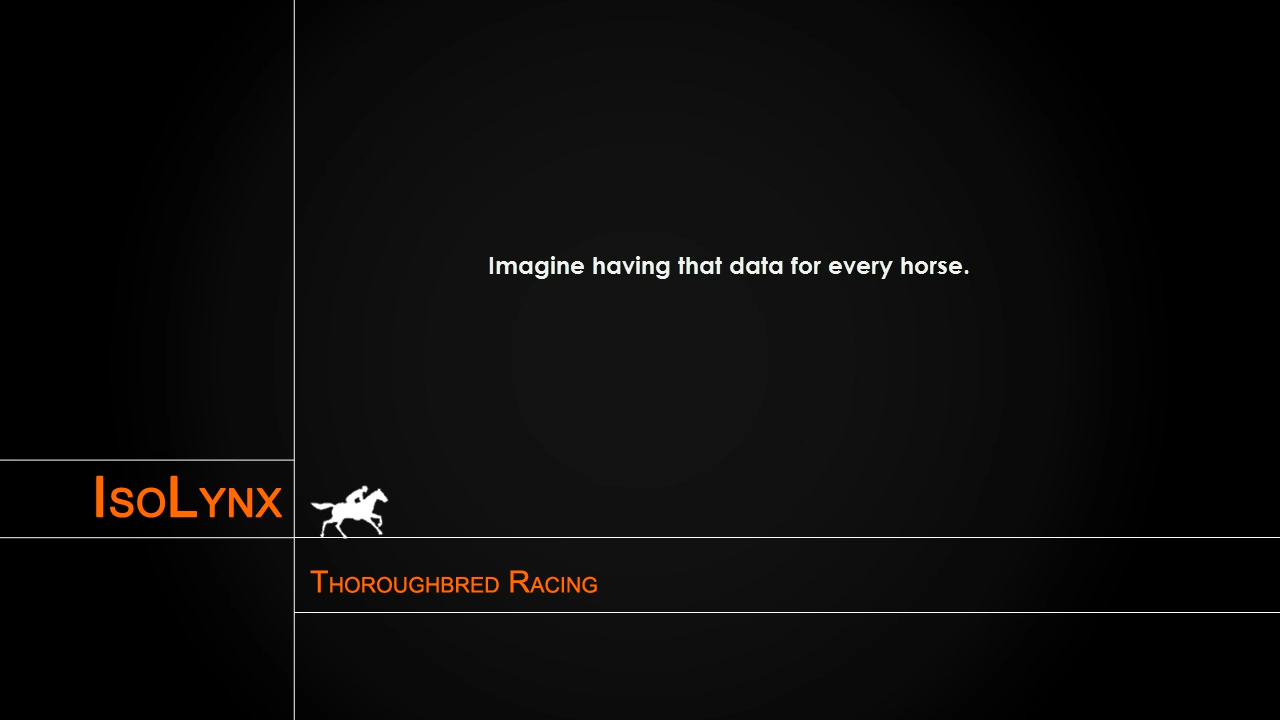 Imagine having that data for every horse.
IsoLynx
Thoroughbred Racing